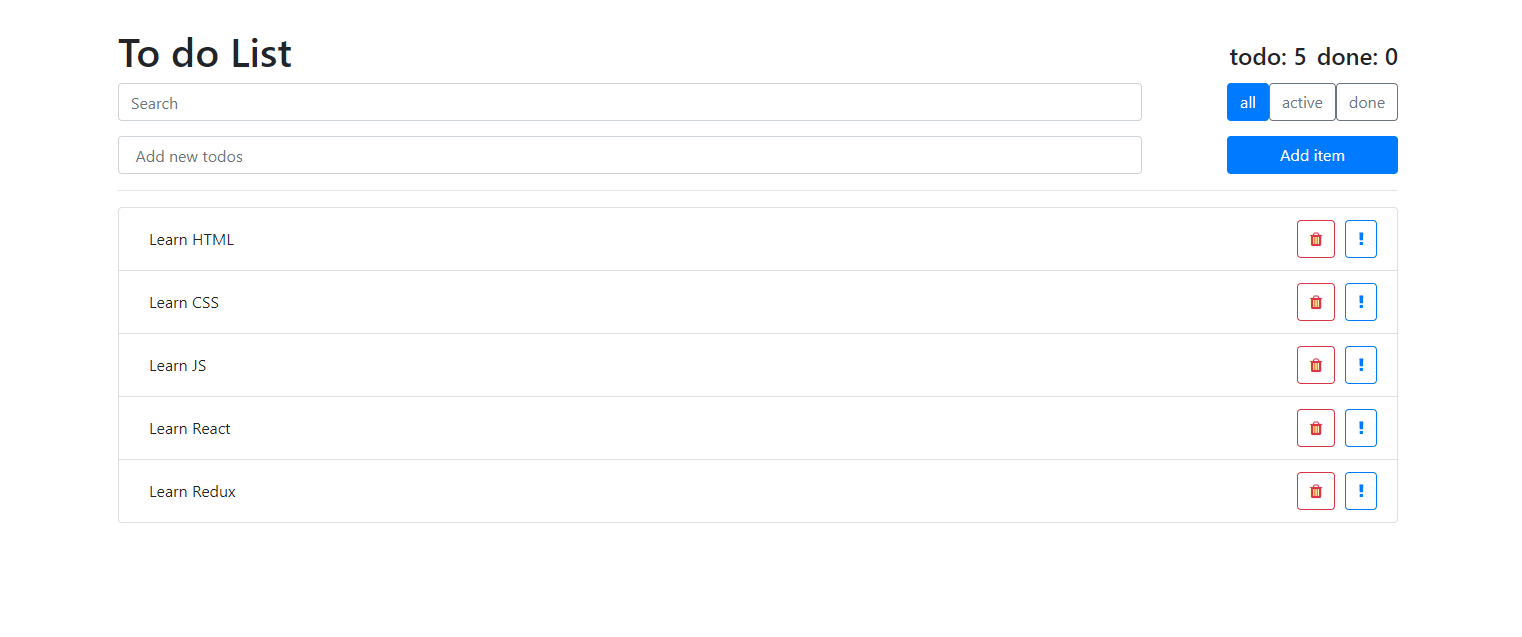 To do List
todo: 5 done: 0
Search
all active done
Add new todos
Add item
Learn HTML
Learn CSS
Learn JS
Learn React
Learn Redux